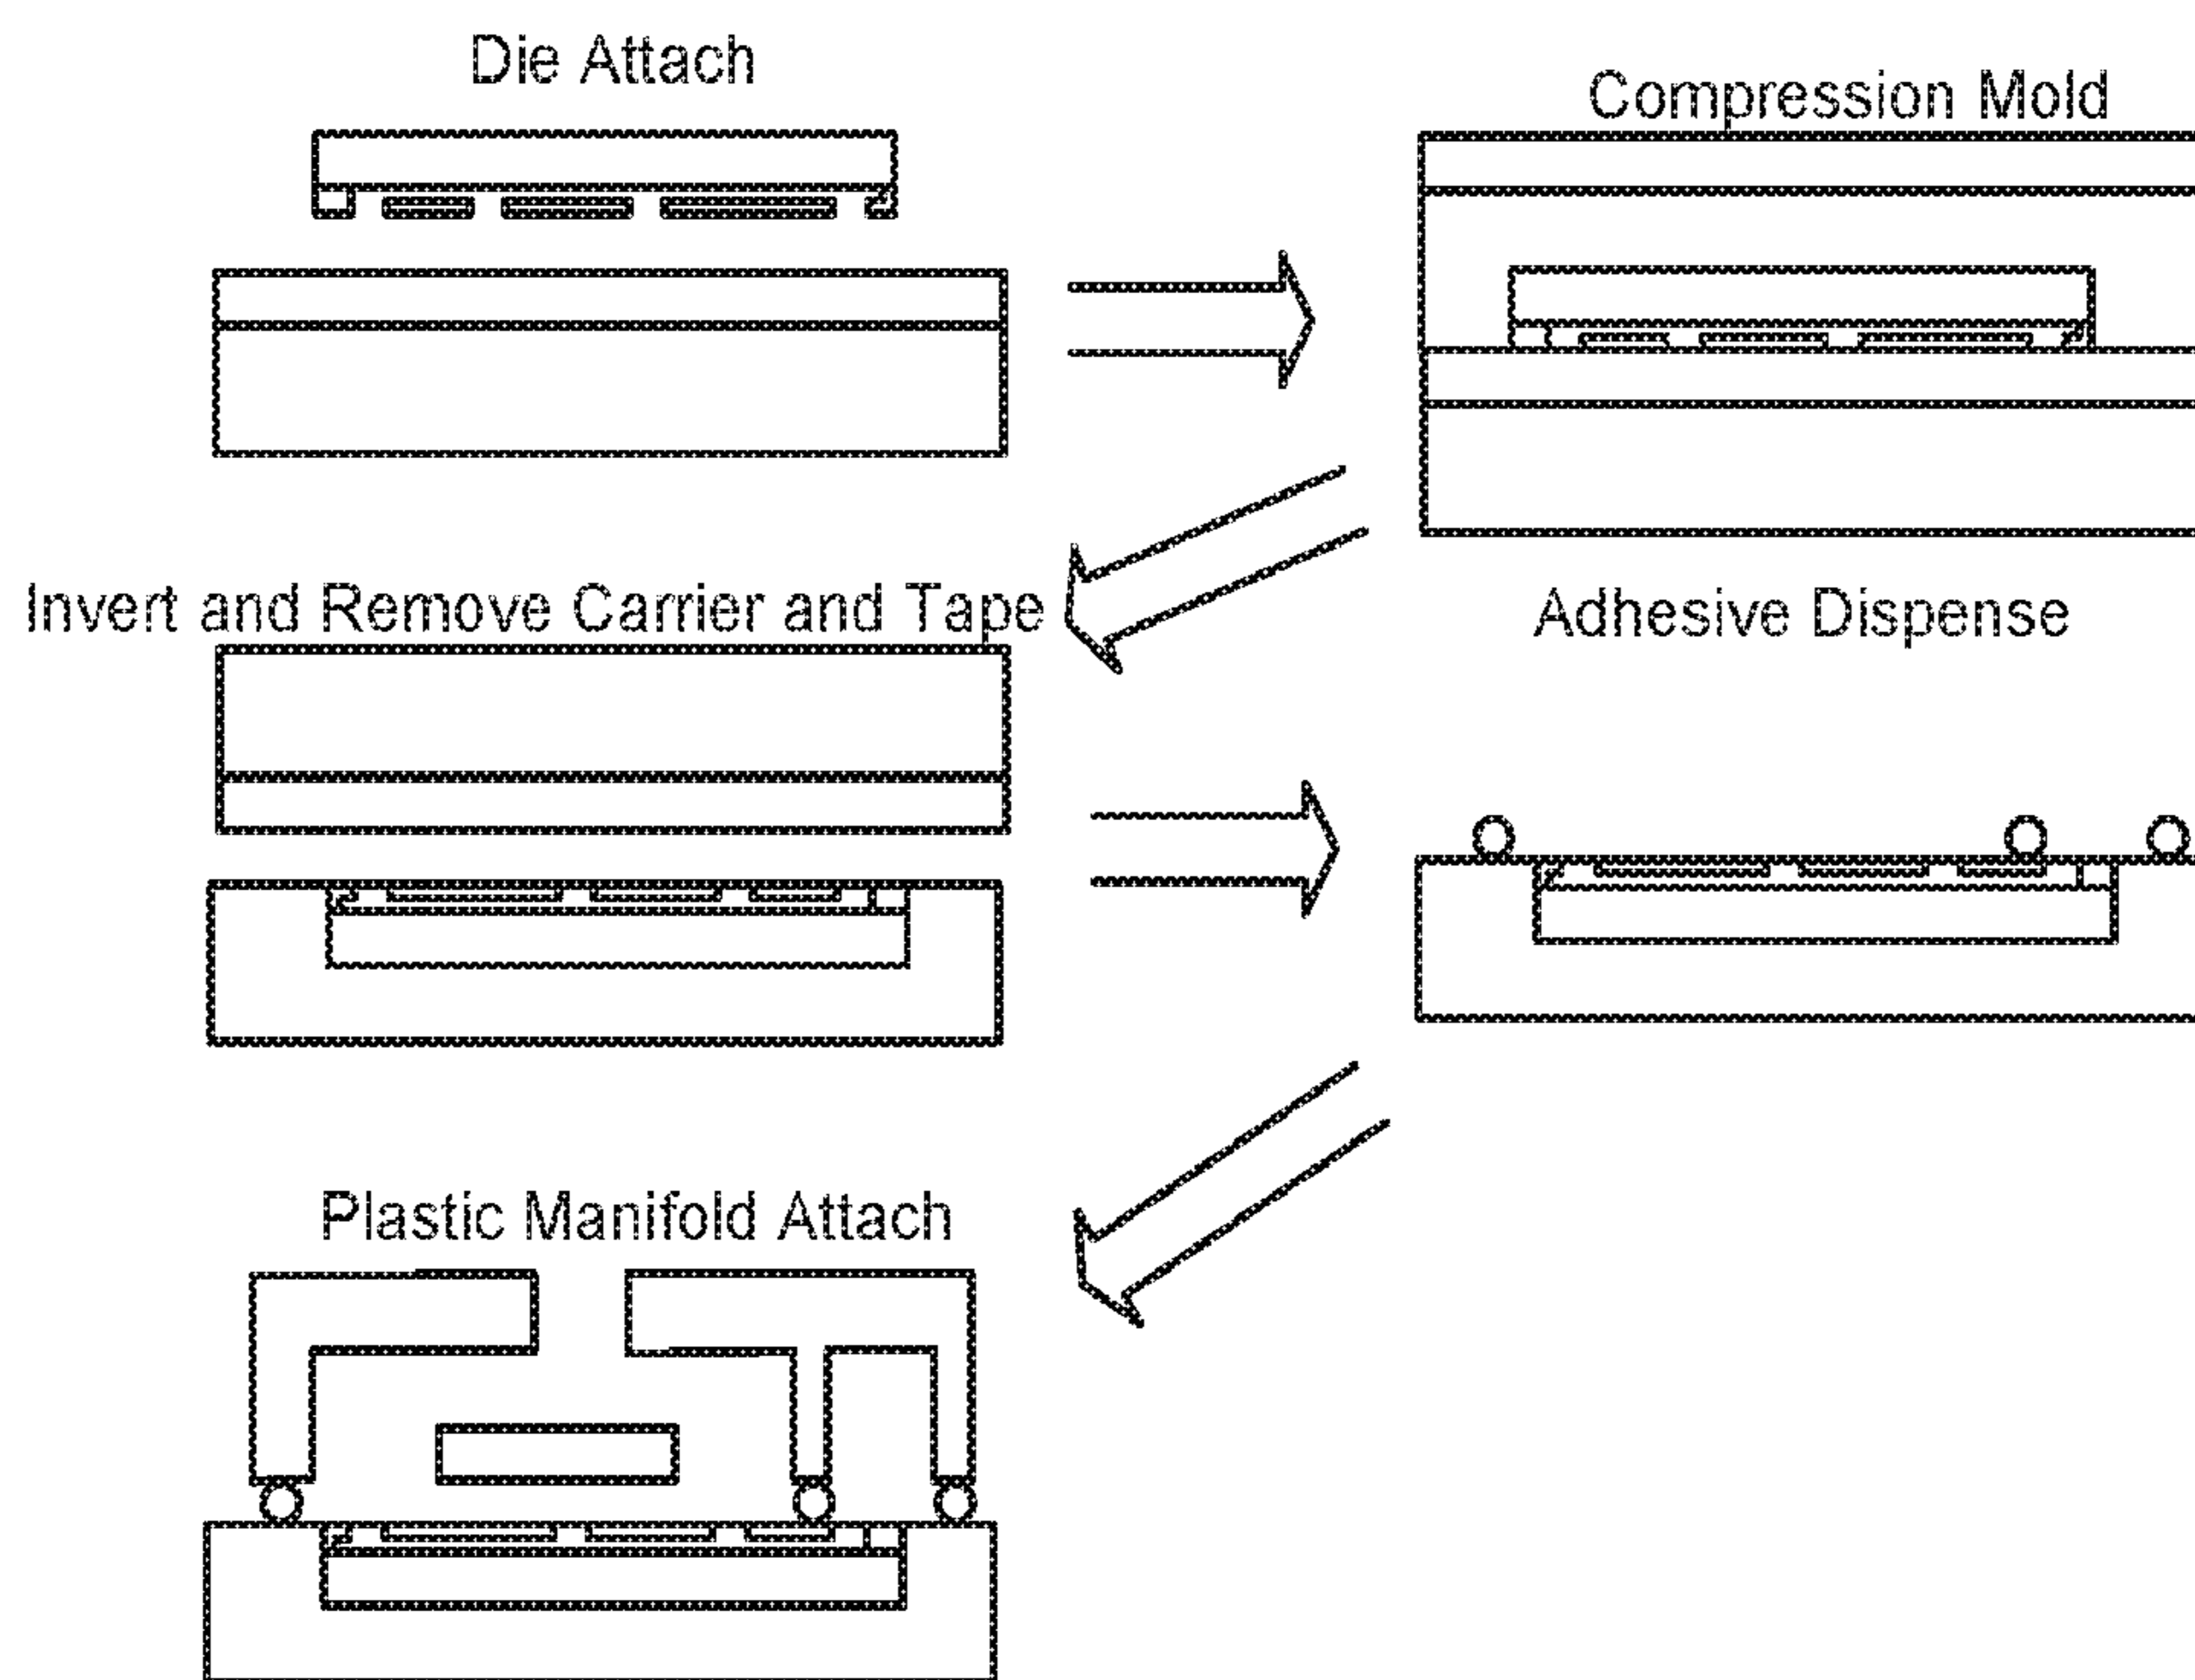 Die Attach
Compression Mold
Invert and Remove Carrier and Tape
Adhesive Dispense
Plastic Manifold Attach